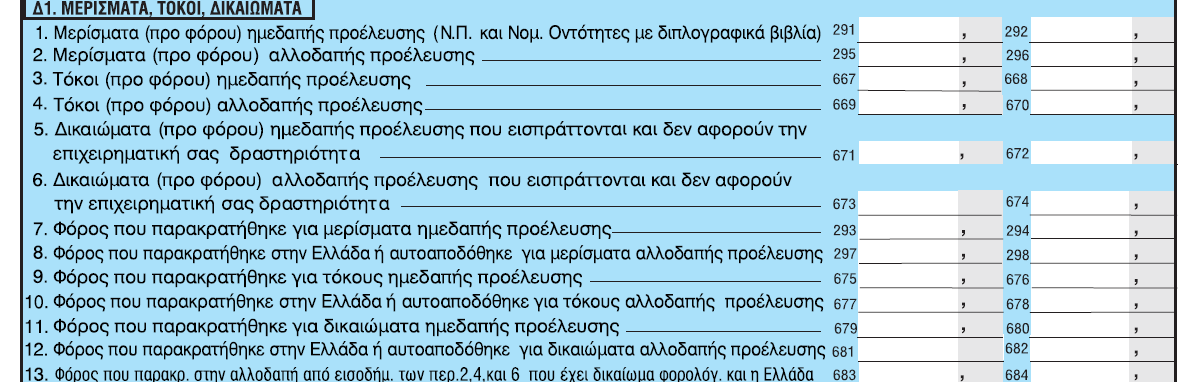 Δ1. ΜΕΡΙΣΜΑΤΑ, ΤΟΚΟΙ, ΔΙΚΑΙΩΜΑΤΑ
1. Μερίσματα (προ φόρου) ημεδαπής προέλευσης (Ν.Π. και Νομ. Οντότητες με διπλογραφικά βιβλία) 291 , 292 ,
2. Μερίσματα (προ φόρου) αλλοδαπής προέλευσης 295 , 296 ,
3. Τόκοι (προ φόρου) ημεδαπής προέλευσης 667 , 668 ,
4. Τόκοι (προ φόρου) αλλοδαπής προέλευσης 669 , 670 ,
5. Δικαιώματα (προ φόρου) ημεδαπής προέλευσης που εισπράττονται και δεν αφορούν την
επιχειρηματική σας δραστηριότητα 671 , 672 ,
6. Δικαιώματα (προ φόρου) αλλοδαπής προέλευσης που εισπράττονται και δεν αφορούν
την επιχειρηματική σας δραστηριότητα 673 , 674 ,
7. Φόρος που παρακρατήθηκε για μερίσματα ημεδαπής προέλευσης 293 , 294 ,
8. Φόρος που παρακρατήθηκε στην Ελλάδα ή αυτοαποδόθηκε για μερίσματα αλλοδαπής προέλευσης 297 , 298 ,
9. Φόρος που παρακρατήθηκε για τόκους ημεδαπής προέλευσης 675 , 676 ,
10. Φόρος που παρακρατήθηκε στην Ελλάδα ή αυτοαποδόθηκε για τόκους αλλοδαπής προέλευσης 677 , 678 ,
11. Φόρος που παρακρατήθηκε για δικαιώματα ημεδαπής προέλευσης 679 , 680 ,
12. Φόρος που παρακρατήθηκε στην Ελλάδα ή αυτοαποδόθηκε για δικαιώματα αλλοδαπής προέλευσης 681 , 682 ,
13. Φόρος που παρακρ. στην αλλοδαπή από εισοδήμ. των περ.2,4,και 6 που έχει δικαίωμα φορολόγ. και η Ελλάδα 683 , 684 ,